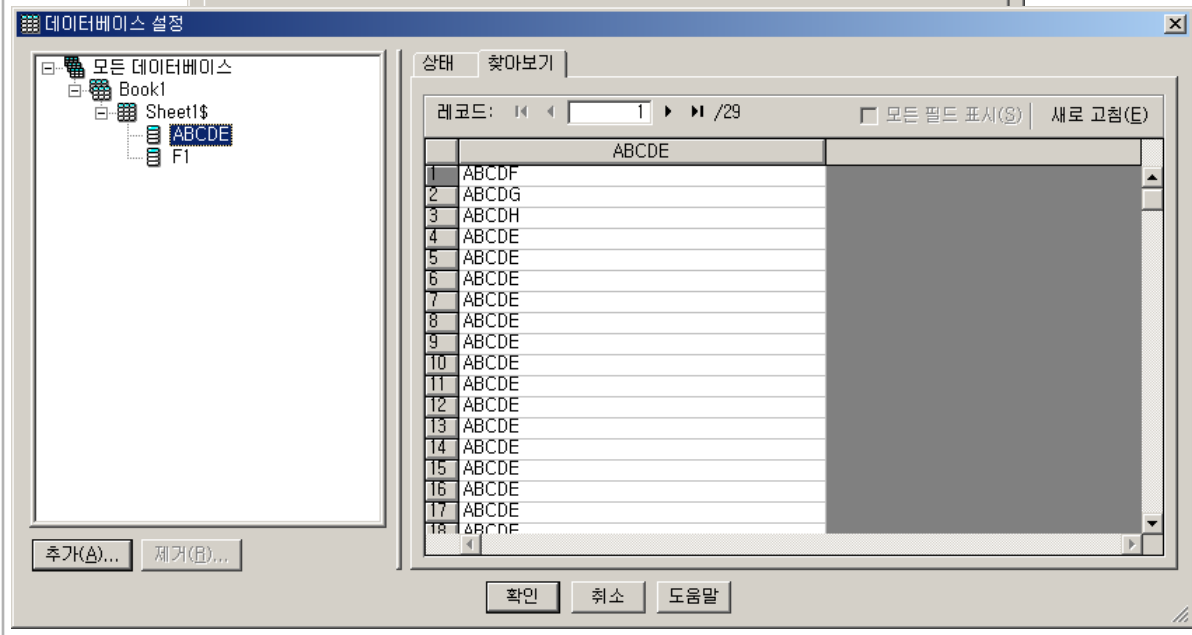 데이터베이스 설정
모든 데이터베이스
Book1
Sheet1$
ABCDE
F1
추가(A)... 제거(R)...
상태 찾아보기
레코드: 1 /29 모든 필드 표시(S) 새로 고침(E)
ABCDE
1 ABCDF
2 ABCDG
3 ABCDH
4 ABCDE
5 ABCDE
6 ABCDE
7 ABCDE
8 ABCDE
9 ABCDE
10 ABCDE
11 ABCDE
12 ABCDE
13 ABCDE
14 ABCDE
15 ABCDE
16 ABCDE
17 ABCDE
18 ABCDE
확인 취소 도움말